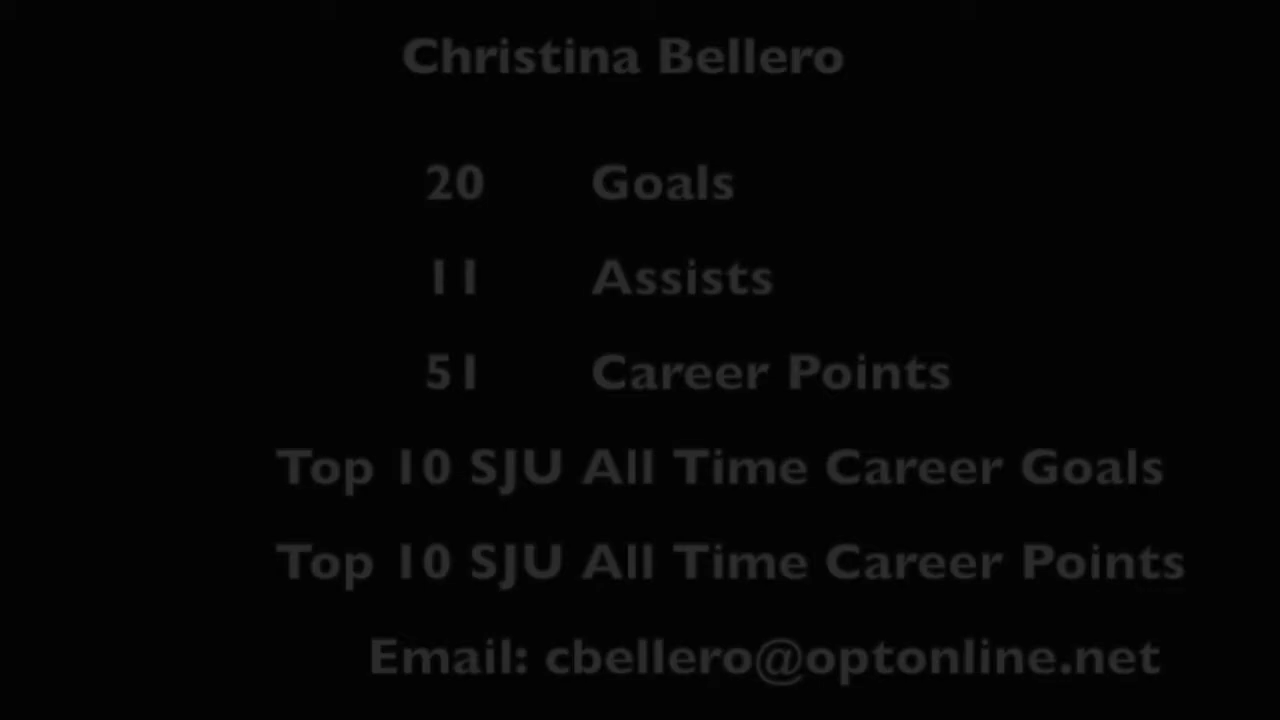 Christina Bellero
20 Goals
11 Assists
51 Career Points
Top 10 SJU All Time Career Goals
Top 10 SJU All Time Career Points
Email: cbellero@optonline.net